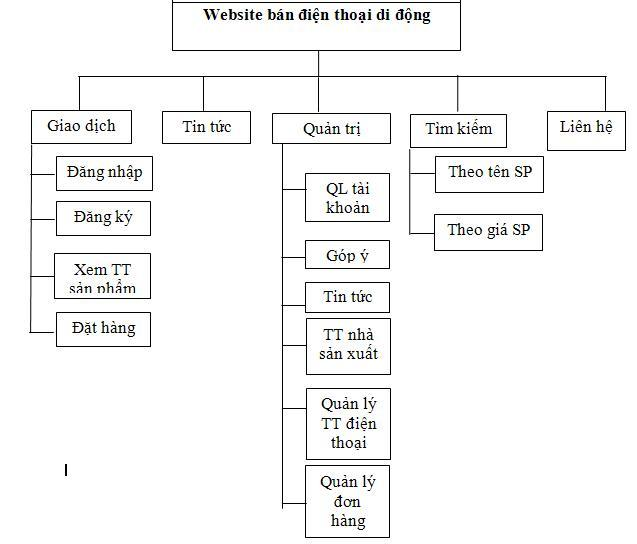 Website bán điện thoại di động
Giao dịch
Tin tức
Quản trị
Tìm kiếm
Liên hệ
Đăng nhập
Đăng ký
Xem TT
sản phẩm
Đặt hàng
QL tài
khoản
Góp ý
Tin tức
TT nhà
sản xuất
Quản lý
TT điện
thoại
Quản lý
đơn
hàng
Theo tên SP
Theo giá SP